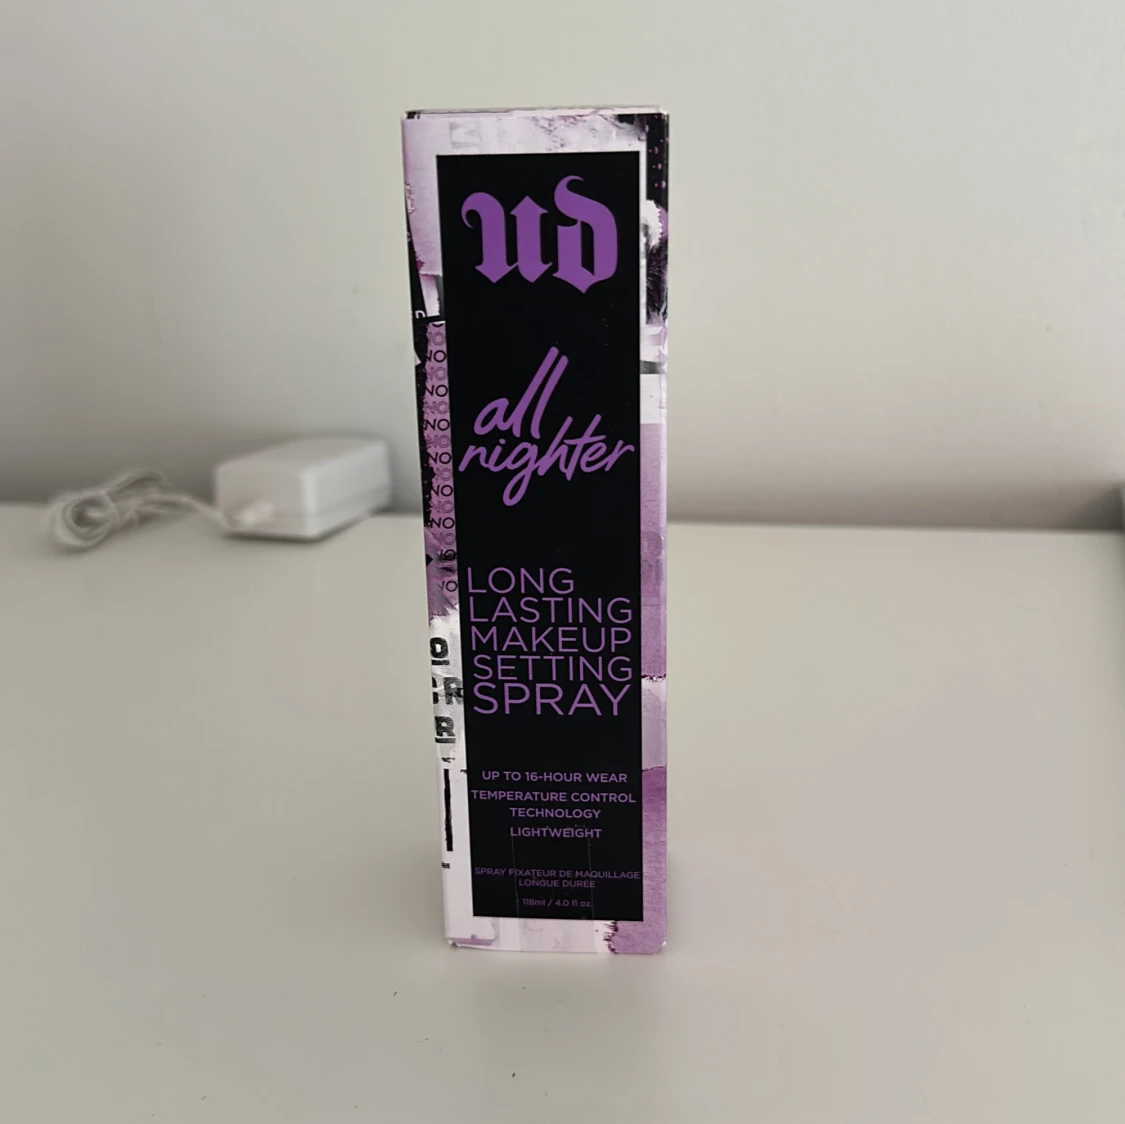 ud
all
nighter
LONG
LASTING
MAKEUP
SETTING
SPRAY
UP TO 16-HOUR WEAR
TEMPERATURE CONTROL
TECHNOLOGY
LIGHTWEIGHT
SPRAY FIXATEUR DE MAQUILLAGE
LONGUE DURÉE
118ml / 4.0 fl oz.